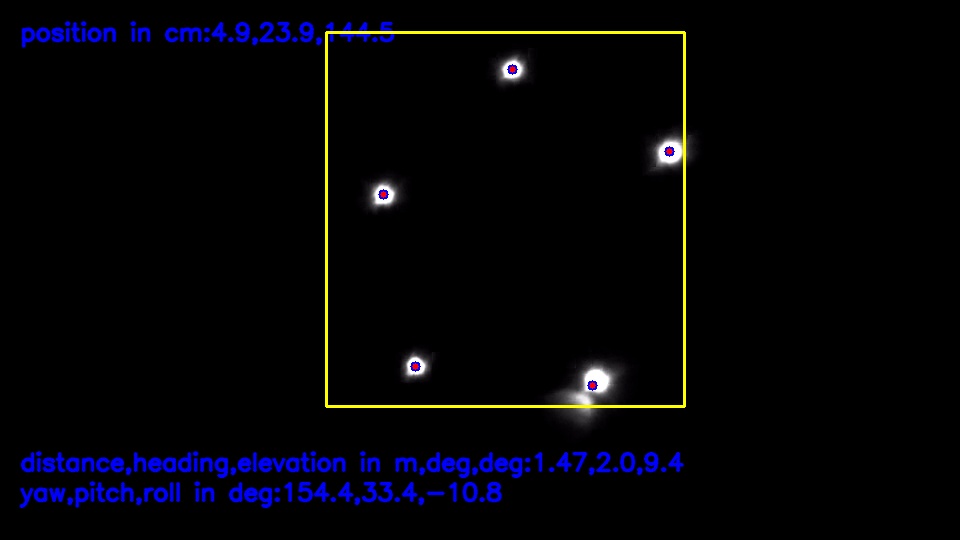 position in cm:4.9,23.9,144.5
distance,heading,elevation in m,deg,deg:1.47,2.0,9.4
yaw,pitch,roll in deg:154.4,33.4,-10.8